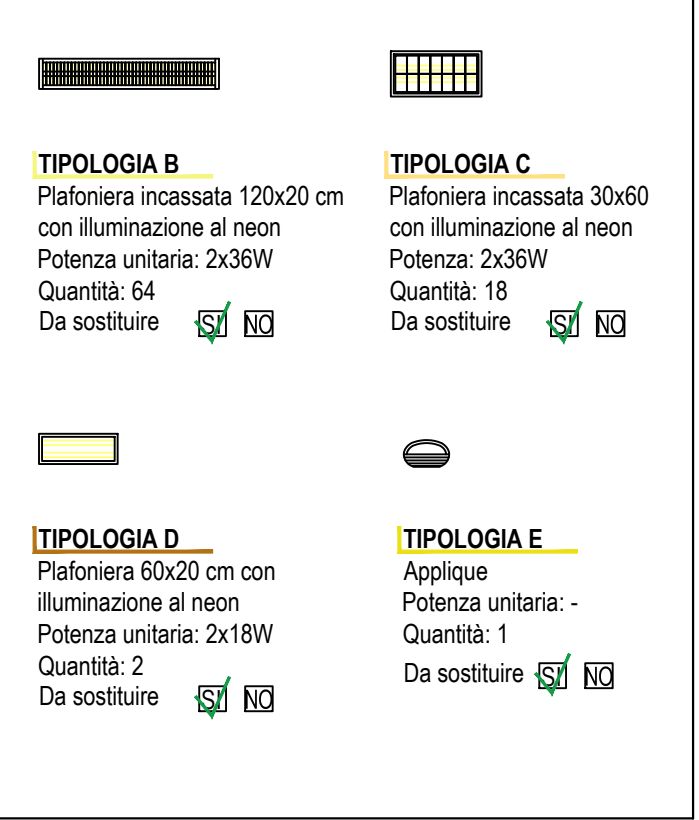 TIPOLOGIA B
Plafoniera incassata 120x20 cm
con illuminazione al neon
Potenza unitaria: 2x36W
Quantità: 64
Da sostituire SI NO
TIPOLOGIA C
Plafoniera incassata 30x60
con illuminazione al neon
Potenza: 2x36W
Quantità: 18
Da sostituire SI NO
TIPOLOGIA D
Plafoniera 60x20 cm con
illuminazione al neon
Potenza unitaria: 2x18W
Quantità: 2
Da sostituire SI NO
TIPOLOGIA E
Applique
Potenza unitaria: -
Quantità: 1
Da sostituire SI NO